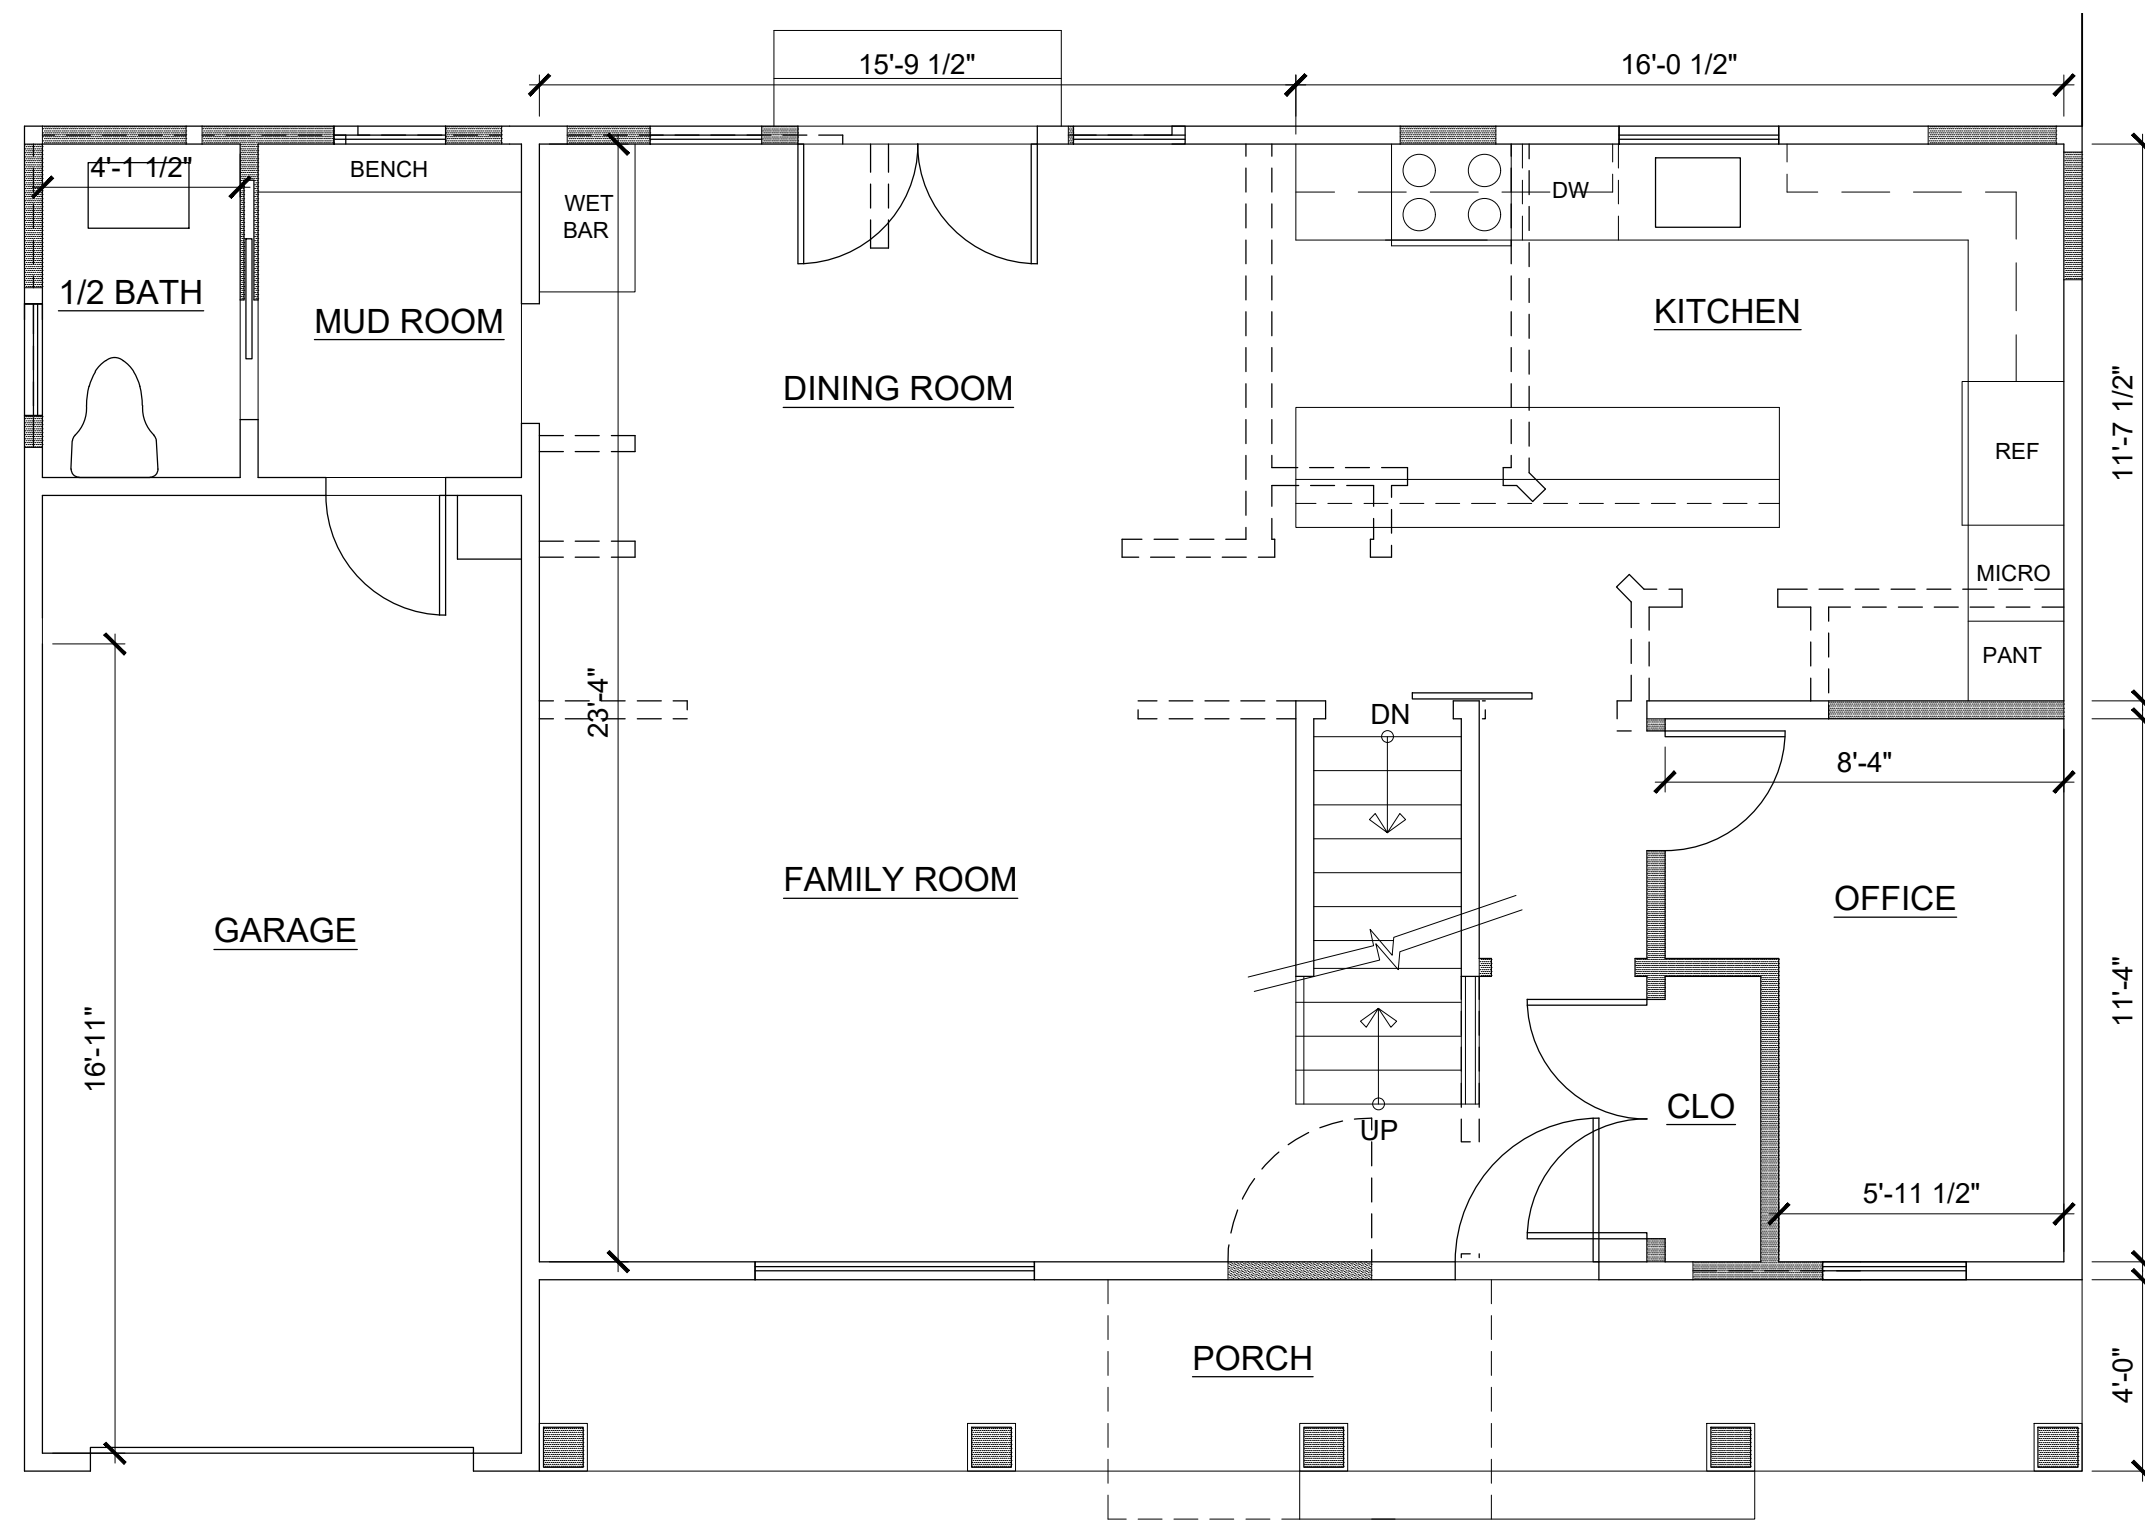 15'-9 1/2"
16'-0 1/2"
4'-1 1/2"
BENCH
WET
BAR
DW
1/2 BATH
MUD ROOM
KITCHEN
DINING ROOM
11'-7 1/2"
REF
MICRO
PANT
23'-4"
DN
8'-4"
FAMILY ROOM
OFFICE
GARAGE
16'-11"
11'-4"
CLO
UP
5'-11 1/2"
PORCH
4'-0"